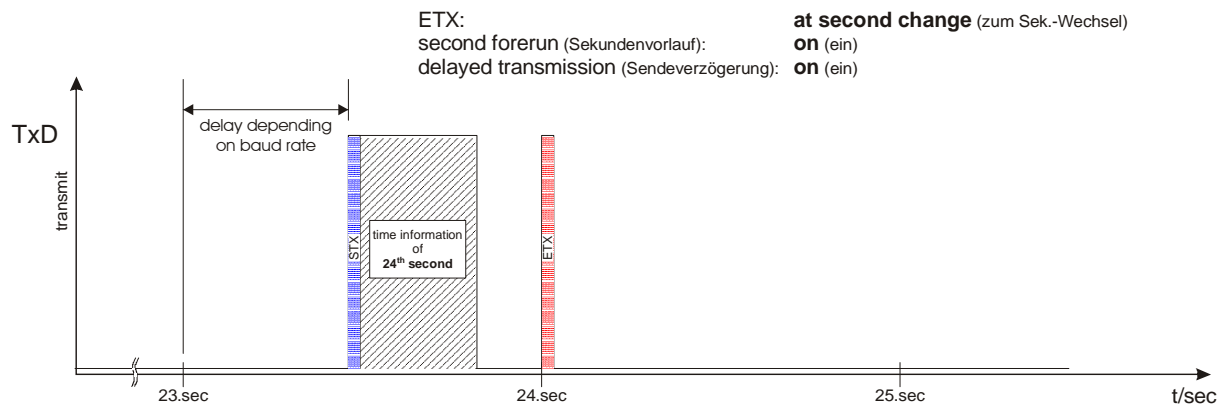 ETX: at second change (zum Sek.-Wechsel)
second forerun (Sekundenvorlauf): on (ein)
delayed transmission (Sendeverzögerung): on (ein)
TxD
transmit
delay depending
on baud rate
STX
time information
of
24th second
ETX
23.sec
24.sec
25.sec
t/sec